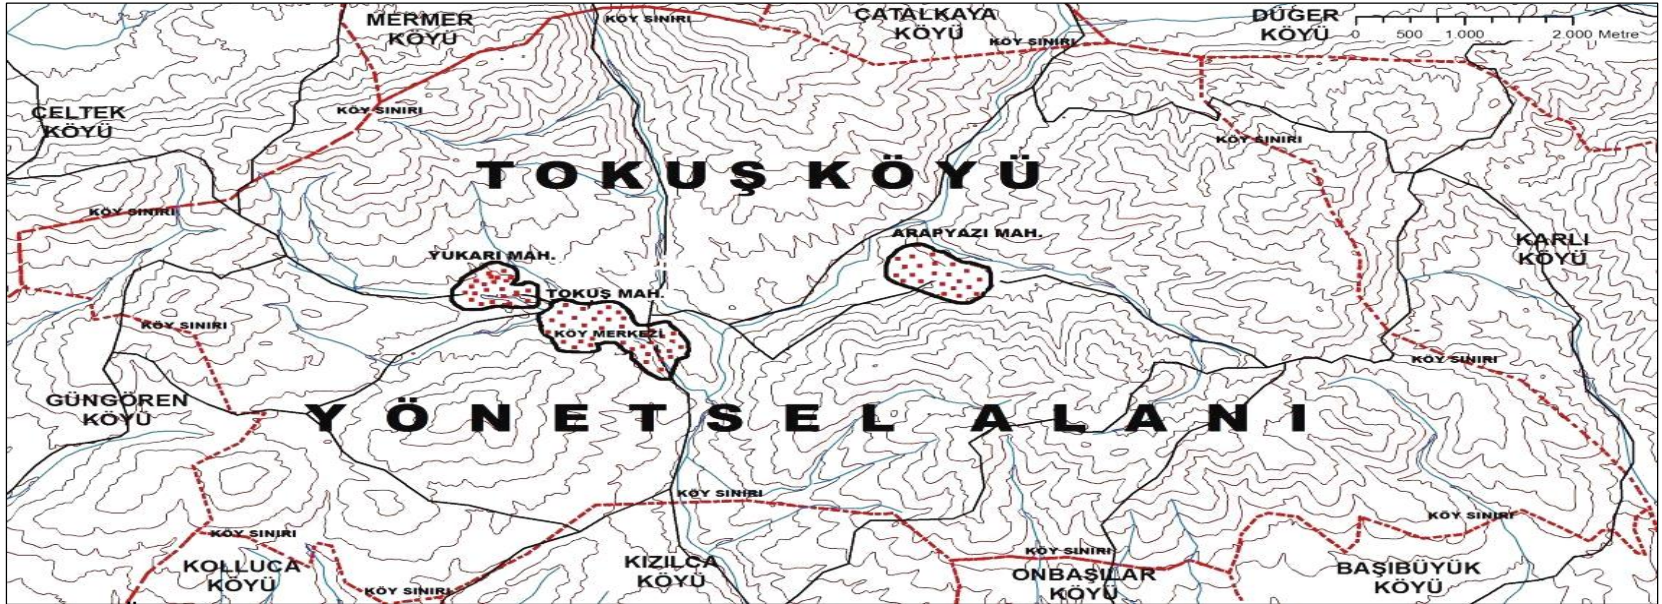 MERMER
KÖYÜ
KÖY SINIRI
ÇATALKAYA
KÖYÜ
KÖY SINIRI
DÜĞER
KÖYÜ
0 500 1.000 2.000 Metre
ÇELTEK
KÖYÜ
KÖY SINIRI
KÖY SINIRI
TOKUŞ KÖYÜ
KÖY SINIRI
ARAPYAZI MAH.
KARLI
KÖYÜ
YUKARI MAH.
TOKUŞ MAH.
KÖY MERKEZİ
KÖY SINIRI
KÖY SINIRI
GÜNGÖREN
KÖYÜ
YÖNETSEL ALANI
KÖY SINIRI
KÖY SINIRI
KÖY SINIRI
KOLLUCA
KÖYÜ
KÖY SINIRI
KIZILCA
KÖYÜ
KÖY SINIRI
ONBAŞILAR
KÖYÜ
BAŞIBÜYÜK
KÖYÜ